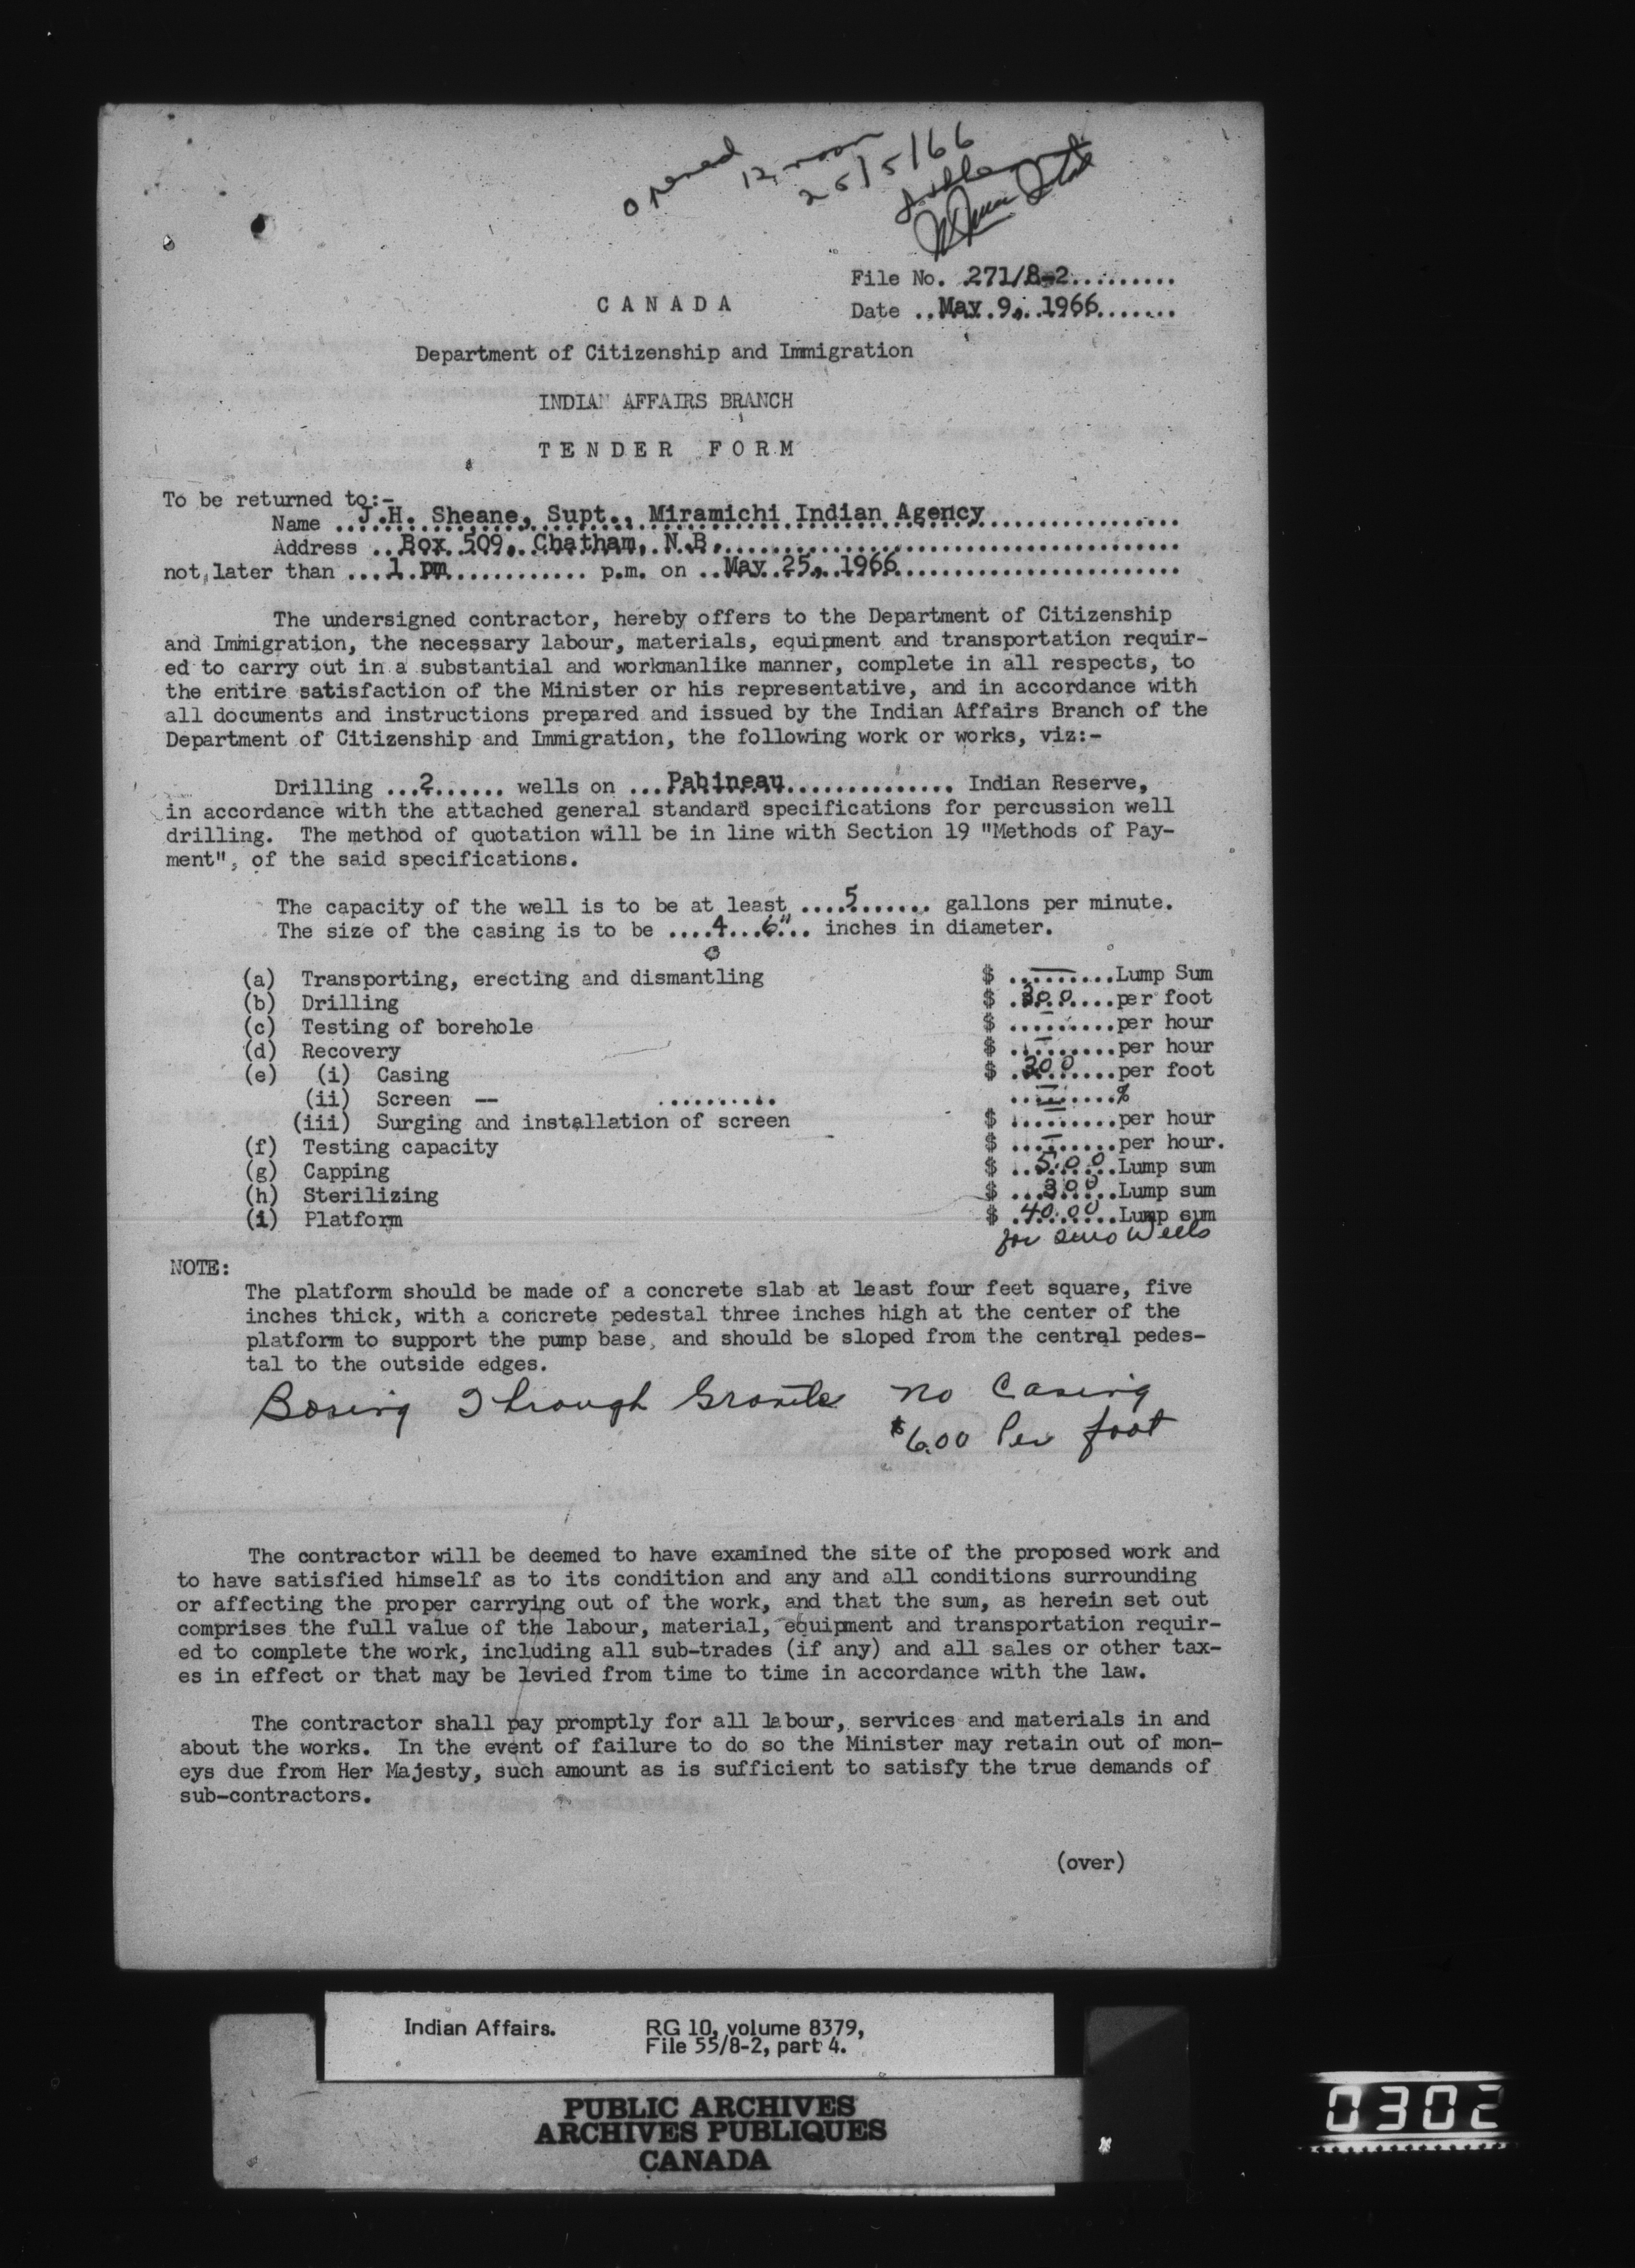 opened
12 noon
25/5/66
File No. 271/8-2
CANADA
Date May 9, 1966
Department of Citizenship and Immigration
INDIAN AFFAIRS BRANCH
TENDER FORM
To be returned to:-
Name J.H. Sheane, Supt., Miramichi Indian Agency
Address Box 509, Chatham, N.B.
not later than 1 pm p.m. on May 25, 1966
The undersigned contractor, hereby offers to the Department of Citizenship
and Immigration, the necessary labour, materials, equipment and transportation requir-
ed to carry out in a substantial and workmanlike manner, complete in all respects, to
the entire satisfaction of the Minister or his representative, and in accordance with
all documents and instructions prepared and issued by the Indian Affairs Branch of the
Department of Citizenship and Immigration, the following work or works, viz:-
Drilling 2 wells on Pabineau Indian Reserve,
in accordance with the attached general standard specifications for percussion well
drilling. The method of quotation will be in line with Section 19 "Methods of Pay-
ment", of the said specifications.
The capacity of the well is to be at least 5 gallons per minute.
The size of the casing is to be 4 6" inches in diameter.
(a) Transporting, erecting and dismantling $ — Lump Sum
(b) Drilling $ 3.00 per foot
(c) Testing of borehole $ — per hour
(d) Recovery $ — per hour
(e) (i) Casing $ 3.00 per foot
(ii) Screen — — %
(iii) Surging and installation of screen $ — per hour
(f) Testing capacity $ — per hour.
(g) Capping $ 5.00 Lump sum
(h) Sterilizing $ 3.00 Lump sum
(i) Platform $ 40.00 Lump sum
for two Wells
NOTE:
The platform should be made of a concrete slab at least four feet square, five
inches thick, with a concrete pedestal three inches high at the center of the
platform to support the pump base, and should be sloped from the central pedes-
tal to the outside edges.
Boring Through Granite no Casing
$6.00 Per foot
The contractor will be deemed to have examined the site of the proposed work and
to have satisfied himself as to its condition and any and all conditions surrounding
or affecting the proper carrying out of the work, and that the sum, as herein set out
comprises the full value of the labour, material, equipment and transportation requir-
ed to complete the work, including all sub-trades (if any) and all sales or other tax-
es in effect or that may be levied from time to time in accordance with the law.
The contractor shall pay promptly for all labour, services and materials in and
about the works. In the event of failure to do so the Minister may retain out of mon-
eys due from Her Majesty, such amount as is sufficient to satisfy the true demands of
sub-contractors.
(over)
Indian Affairs. RG 10, volume 8379,
File 55/8-2, part 4.
PUBLIC ARCHIVES
ARCHIVES PUBLIQUES
CANADA
0302